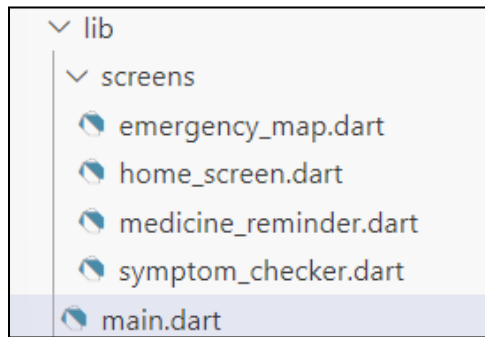 lib
screens
emergency_map.dart
home_screen.dart
medicine_reminder.dart
symptom_checker.dart
main.dart